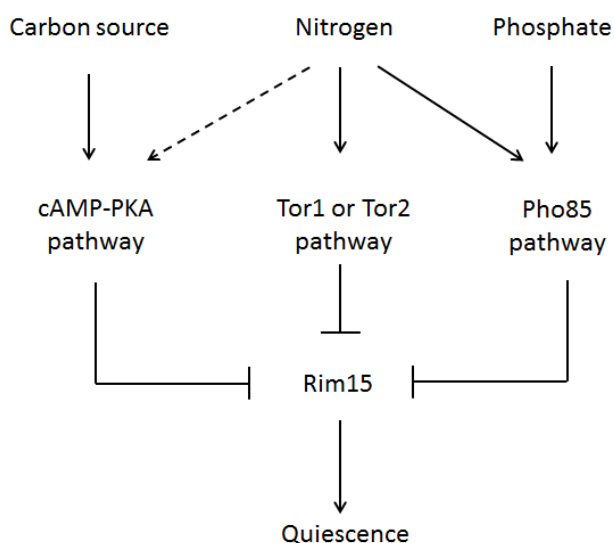 Carbon source
Nitrogen
Phosphate
cAMP-PKA
pathway
Tor1 or Tor2
pathway
Pho85
pathway
Rim15
Quiescence